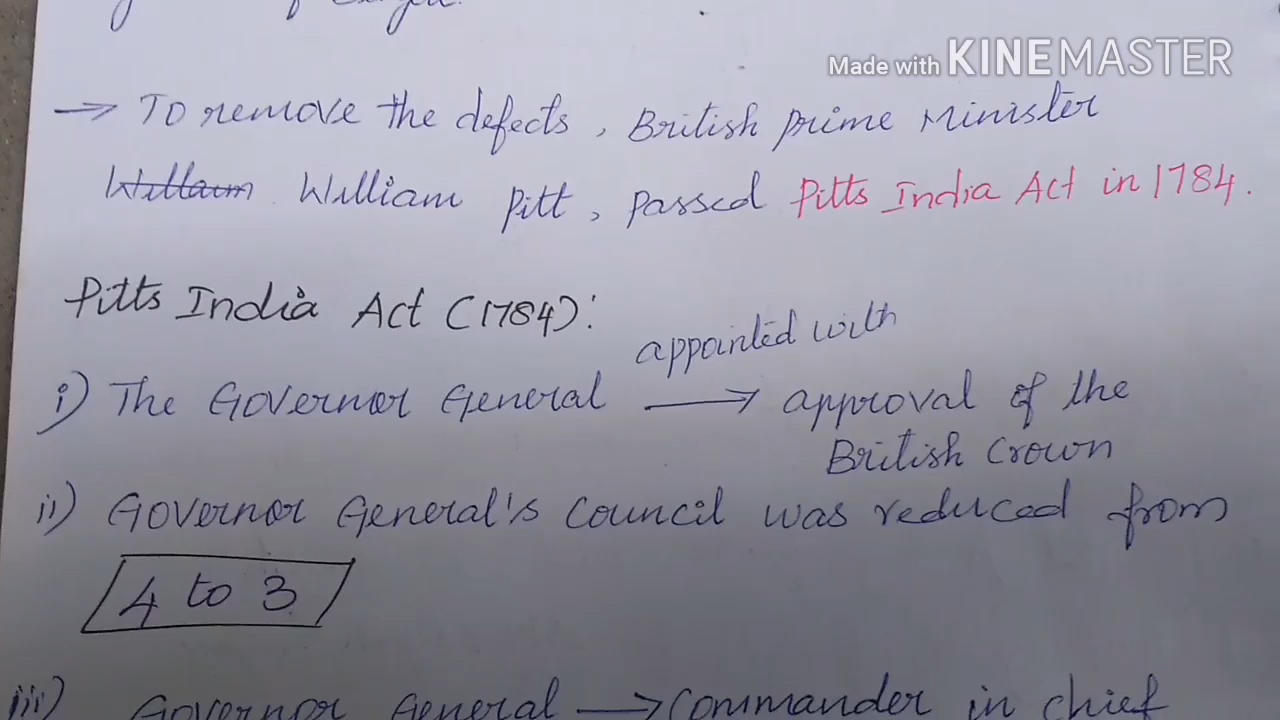 Made with KINEMASTER
→ To remove the defects, British prime Minister
Willaum William Pitt, passed Pitts India Act in 1784.
Pitts India Act (1784):
appointed with
i) The Governor General → approval of the
British Crown
ii) Governor General's Council was reduced from
4 to 3
iii) Governor General → Commander in chief